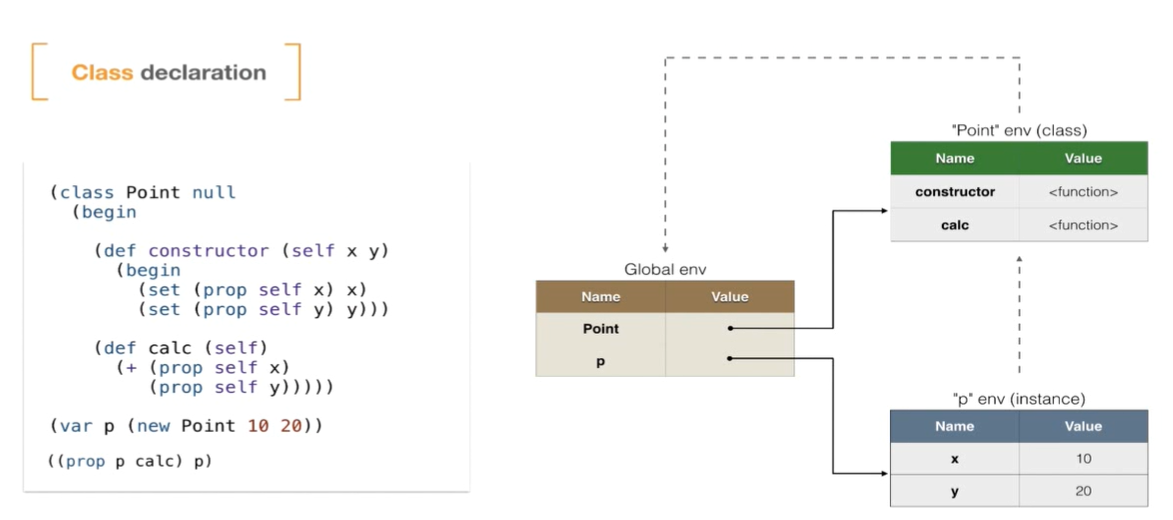 Class declaration
(class Point null
(begin
(def constructor (self x y)
(begin
(set (prop self x) x)
(set (prop self y) y)))
(def calc (self)
(+ (prop self x)
(prop self y)))))
(var p (new Point 10 20))
((prop p calc) p)
Global env
Name Value
Point
p
"Point" env (class)
Name Value
constructor <function>
calc <function>
"p" env (instance)
Name Value
x 10
y 20